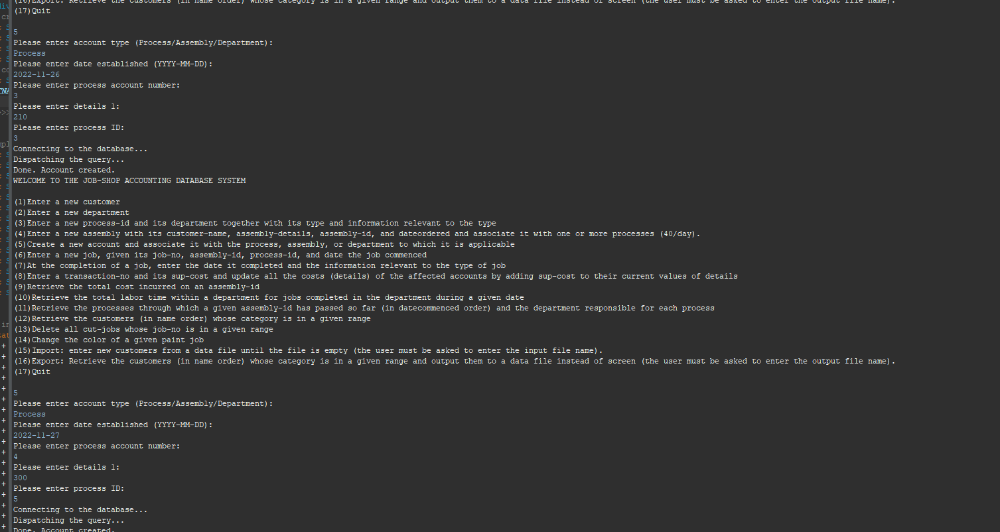 (16)Export: Retrieve the customers (in name order) whose category is in a given range and output them to a data file instead of screen (the user must be asked to enter the output file name).
(17)Quit
5
Please enter account type (Process/Assembly/Department):
Process
Please enter date established (YYYY-MM-DD):
2022-11-26
Please enter process account number:
3
Please enter details 1:
210
Please enter process ID:
3
Connecting to the database...
Dispatching the query...
Done. Account created.
WELCOME TO THE JOB-SHOP ACCOUNTING DATABASE SYSTEM
(1)Enter a new customer
(2)Enter a new department
(3)Enter a new process-id and its department together with its type and information relevant to the type
(4)Enter a new assembly with its customer-name, assembly-details, assembly-id, and dateordered and associate it with one or more processes (40/day).
(5)Create a new account and associate it with the process, assembly, or department to which it is applicable
(6)Enter a new job, given its job-no, assembly-id, process-id, and date the job commenced
(7)At the completion of a job, enter the date it completed and the information relevant to the type of job
(8)Enter a transaction-no and its sup-cost and update all the costs (details) of the affected accounts by adding sup-cost to their current values of details
(9)Retrieve the total cost incurred on an assembly-id
(10)Retrieve the total labor time within a department for jobs completed in the department during a given date
(11)Retrieve the processes through which a given assembly-id has passed so far (in datecommenced order) and the department responsible for each process
(12)Retrieve the customers (in name order) whose category is in a given range
(13)Delete all cut-jobs whose job-no is in a given range
(14)Change the color of a given paint job
(15)Import: enter new customers from a data file until the file is empty (the user must be asked to enter the input file name).
(16)Export: Retrieve the customers (in name order) whose category is in a given range and output them to a data file instead of screen (the user must be asked to enter the output file name).
(17)Quit
5
Please enter account type (Process/Assembly/Department):
Process
Please enter date established (YYYY-MM-DD):
2022-11-27
Please enter process account number:
4
Please enter details 1:
300
Please enter process ID:
5
Connecting to the database...
Dispatching the query...
Done. Account created.